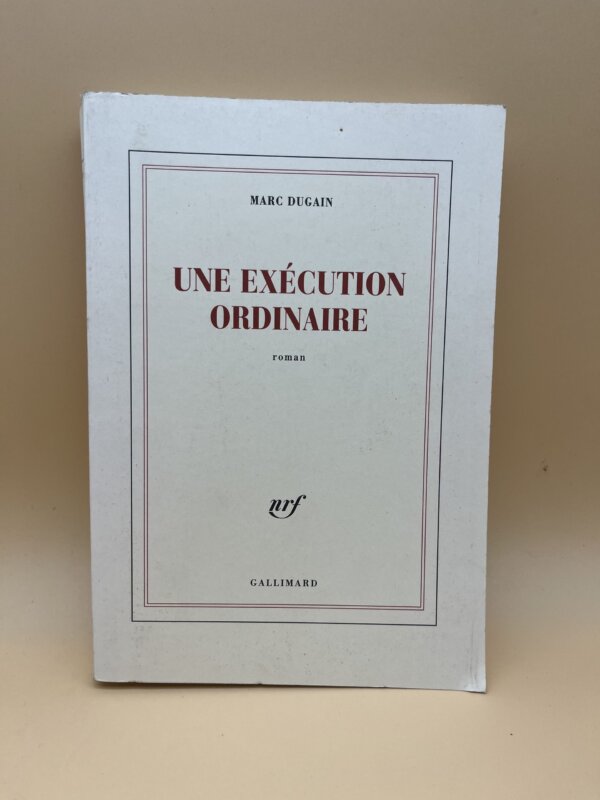 MARC DUGAIN
UNE EXÉCUTION
ORDINAIRE
roman
nrf
GALLIMARD